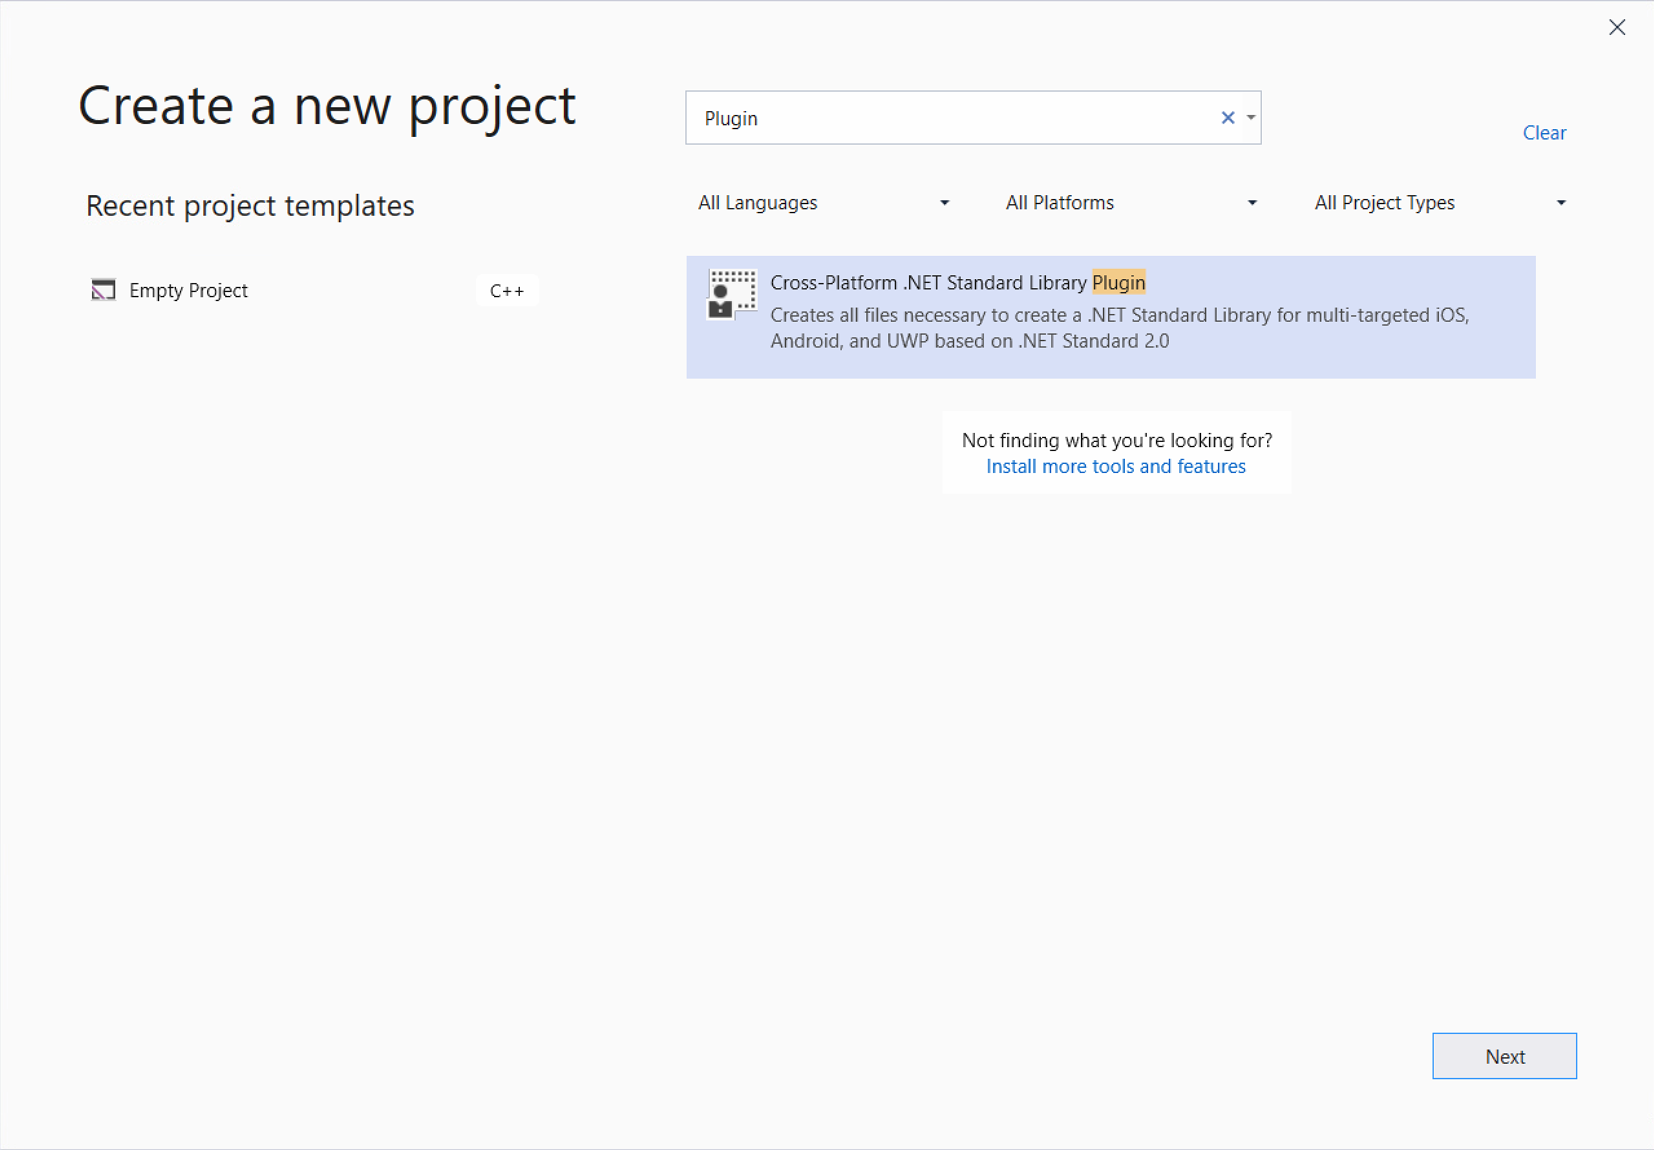 Create a new project
Plugin
Clear
Recent project templates
All Languages
All Platforms
All Project Types
Empty Project
C++
Cross-Platform .NET Standard Library Plugin
Creates all files necessary to create a .NET Standard Library for multi-targeted iOS,
Android, and UWP based on .NET Standard 2.0
Not finding what you're looking for?
Install more tools and features
Next